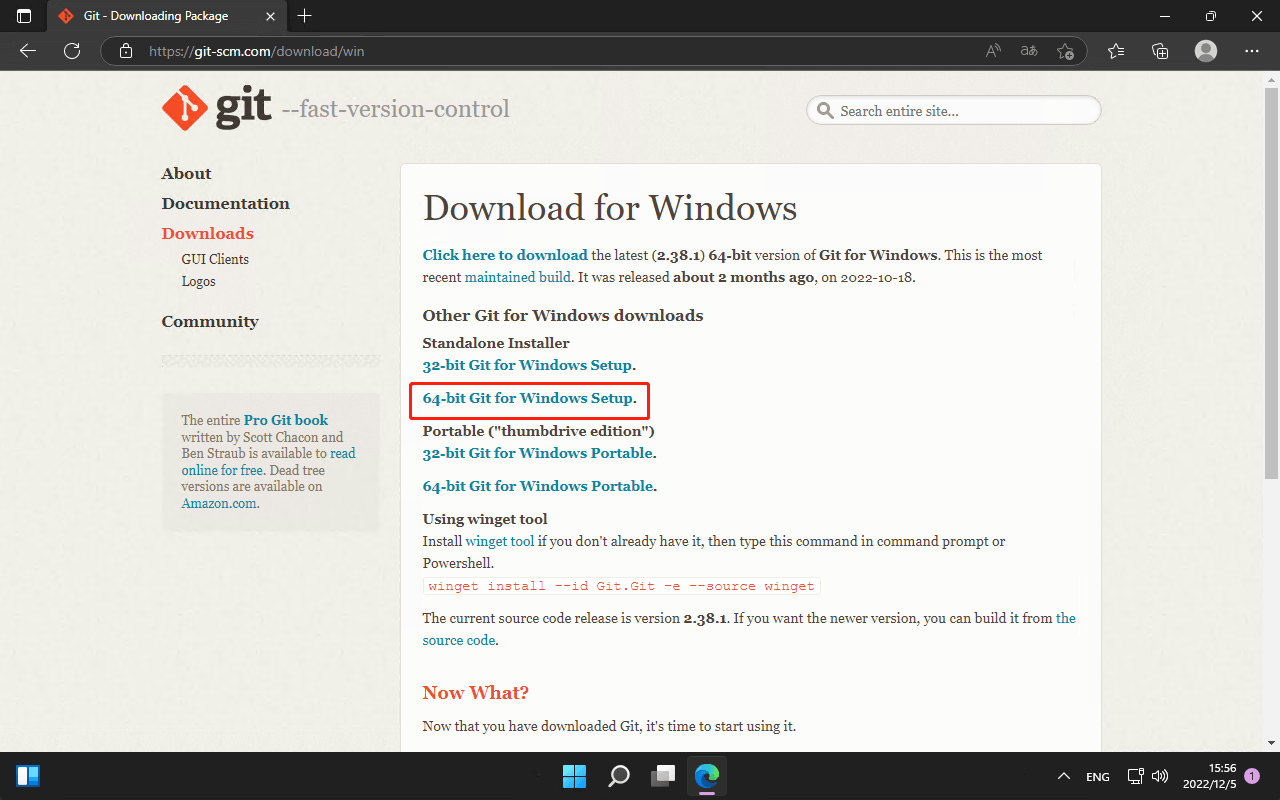 Git - Downloading Package
https://git-scm.com/download/win
git --fast-version-control
Search entire site...
About
Documentation
Downloads
GUI Clients
Logos
Community
The entire Pro Git book
written by Scott Chacon and
Ben Straub is available to read
online for free. Dead tree
versions are available on
Amazon.com.
Download for Windows
Click here to download the latest (2.38.1) 64-bit version of Git for Windows. This is the most
recent maintained build. It was released about 2 months ago, on 2022-10-18.
Other Git for Windows downloads
Standalone Installer
32-bit Git for Windows Setup.
64-bit Git for Windows Setup.
Portable ("thumbdrive edition")
32-bit Git for Windows Portable.
64-bit Git for Windows Portable.
Using winget tool
Install winget tool if you don't already have it, then type this command in command prompt or
Powershell.
winget install --id Git.Git -e --source winget
The current source code release is version 2.38.1. If you want the newer version, you can build it from the
source code.
Now What?
Now that you have downloaded Git, it's time to start using it.
ENG
15:56
2022/12/5
1